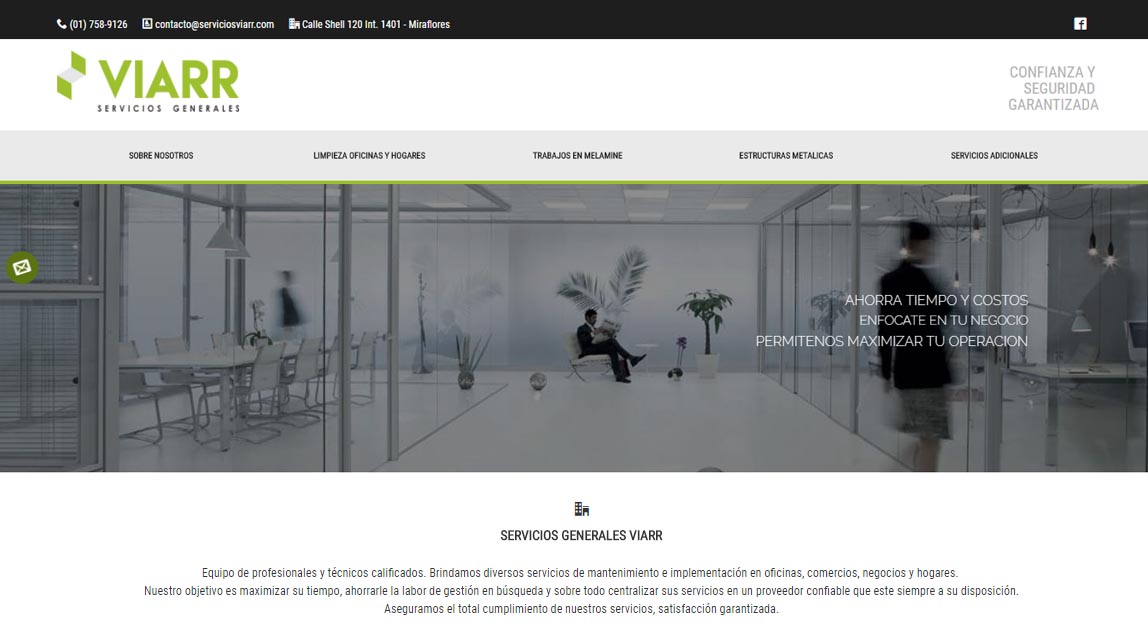 (01) 758-9126 contacto@serviciosviarr.com Calle Shell 120 Int. 1401 - Miraflores
VIARR
SERVICIOS GENERALES
CONFIANZA Y
SEGURIDAD
GARANTIZADA
SOBRE NOSOTROS LIMPIEZA OFICINAS Y HOGARES TRABAJOS EN MELAMINE ESTRUCTURAS METALICAS SERVICIOS ADICIONALES
AHORRA TIEMPO Y COSTOS
ENFOCATE EN TU NEGOCIO
PERMITENOS MAXIMIZAR TU OPERACION
SERVICIOS GENERALES VIARR
Equipo de profesionales y técnicos calificados. Brindamos diversos servicios de mantenimiento e implementación en oficinas, comercios, negocios y hogares.
Nuestro objetivo es maximizar su tiempo, ahorrarle la labor de gestión en búsqueda y sobre todo centralizar sus servicios en un proveedor confiable que este siempre a su disposición.
Aseguramos el total cumplimiento de nuestros servicios, satisfacción garantizada.